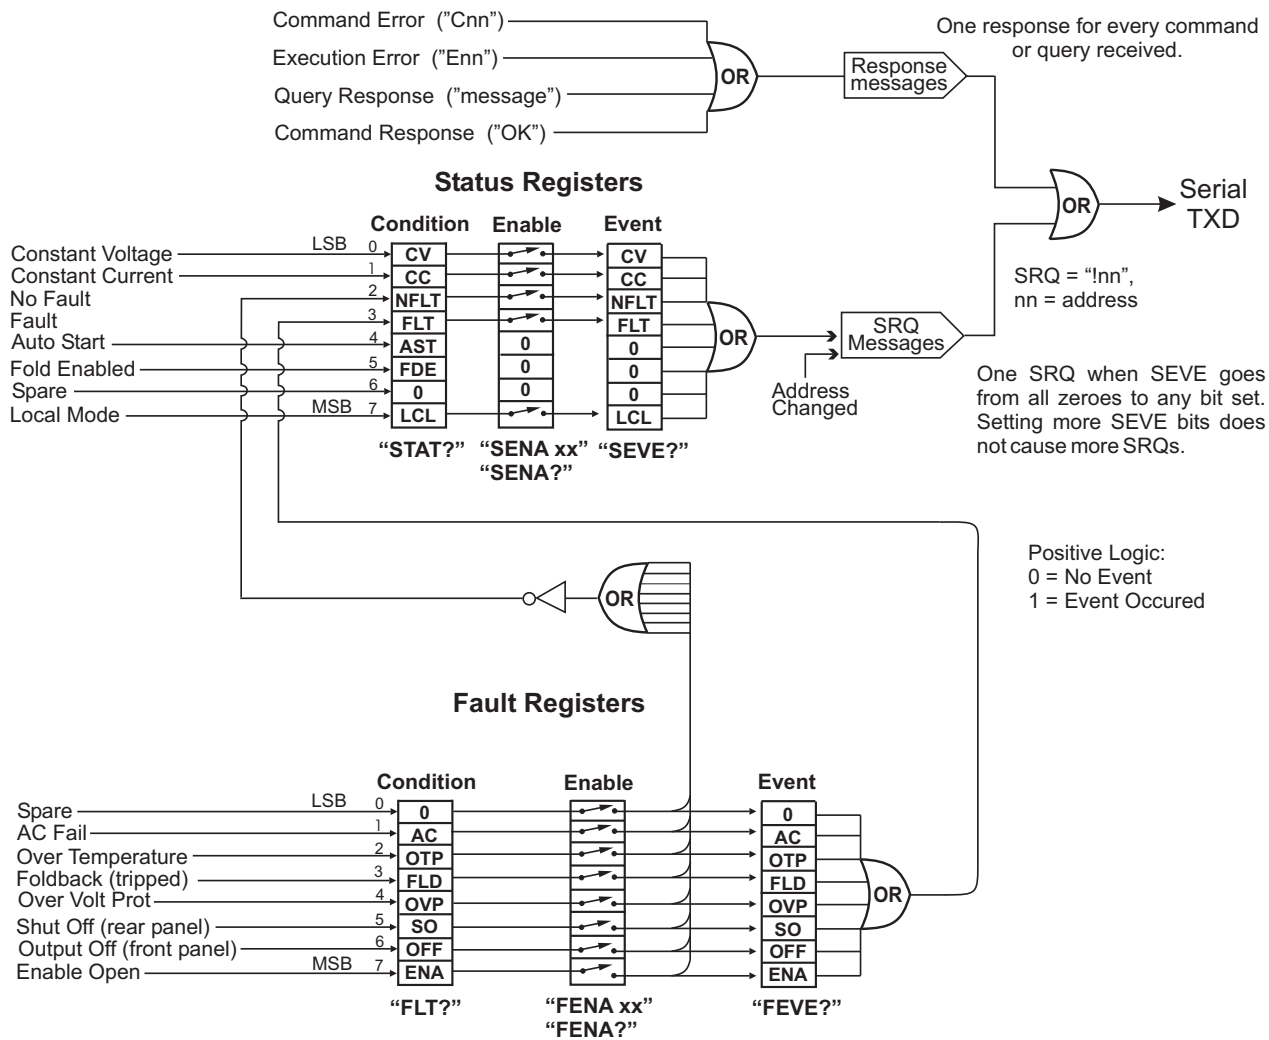 Command Error ("Cnn")
Execution Error ("Enn")
Query Response ("message")
Command Response ("OK")
OR
Response
messages
One response for every command
or query received.
OR
Serial
TXD
SRQ = “!nn”,
nn = address
Status Registers
Condition Enable Event
Constant Voltage LSB 0 CV CV
Constant Current 1 CC CC
No Fault 2 NFLT NFLT
Fault 3 FLT FLT
Auto Start 4 AST 0 0
Fold Enabled 5 FDE 0 0
Spare 6 0 0 0
Local Mode MSB 7 LCL LCL
“STAT?” “SENA xx” “SEVE?”
“SENA?”
OR
SRQ
Messages
Address
Changed
One SRQ when SEVE goes
from all zeroes to any bit set.
Setting more SEVE bits does
not cause more SRQs.
Positive Logic:
0 = No Event
1 = Event Occured
OR
Fault Registers
Condition Enable Event
Spare LSB 0 0 0
AC Fail 1 AC AC
Over Temperature 2 OTP OTP
Foldback (tripped) 3 FLD FLD
Over Volt Prot 4 OVP OVP
Shut Off (rear panel) 5 SO SO
Output Off (front panel) 6 OFF OFF
Enable Open MSB 7 ENA ENA
OR
“FLT?” “FENA xx” “FEVE?”
“FENA?”